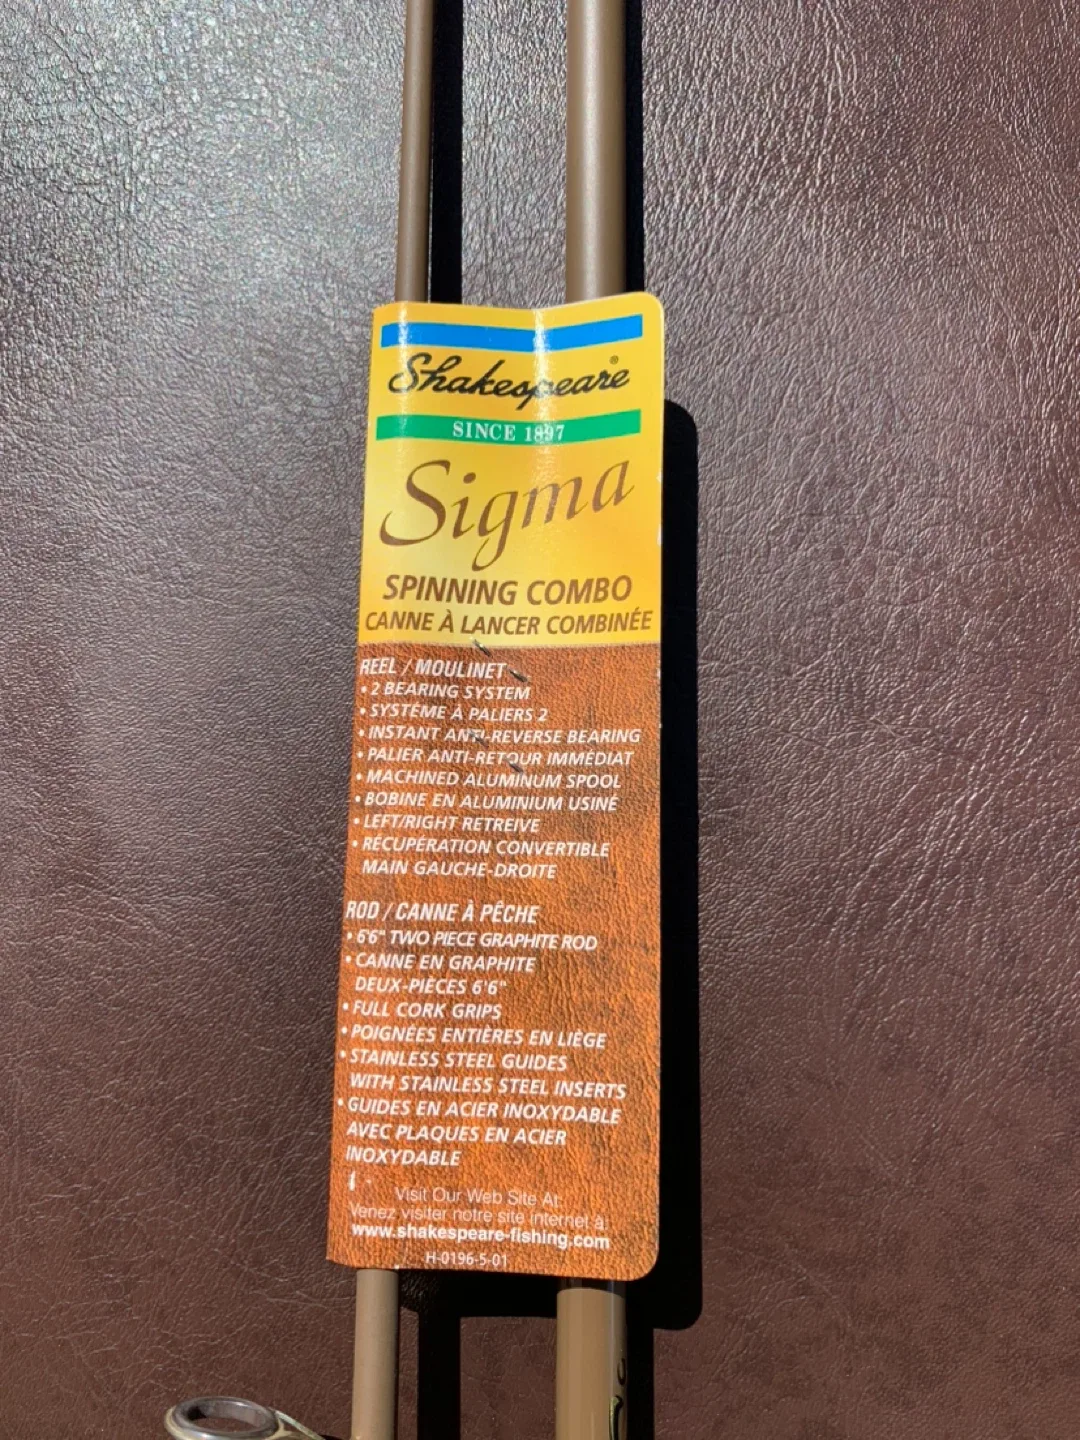 Shakespeare®
SINCE 1897
Sigma
SPINNING COMBO
CANNE À LANCER COMBINÉE
REEL / MOULINET
• 2 BEARING SYSTEM
• SYSTÉME À PALIERS 2
• INSTANT ANTI-REVERSE BEARING
• PALIER ANTI-RETOUR IMMÉDIAT
• MACHINED ALUMINUM SPOOL
• BOBINE EN ALUMINIUM USINÉ
• LEFT/RIGHT RETREIVE
• RÉCUPÉRATION CONVERTIBLE
MAIN GAUCHE-DROITE
ROD / CANNE À PÊCHE
• 6'6" TWO PIECE GRAPHITE ROD
• CANNE EN GRAPHITE
DEUX-PIÈCES 6'6"
• FULL CORK GRIPS
• POIGNÉES ENTIÈRES EN LIÈGE
• STAINLESS STEEL GUIDES
WITH STAINLESS STEEL INSERTS
• GUIDES EN ACIER INOXYDABLE
AVEC PLAQUES EN ACIER
INOXYDABLE
Visit Our Web Site At:
Venez visiter notre site internet à:
www.shakespeare-fishing.com
H-0196-5-01